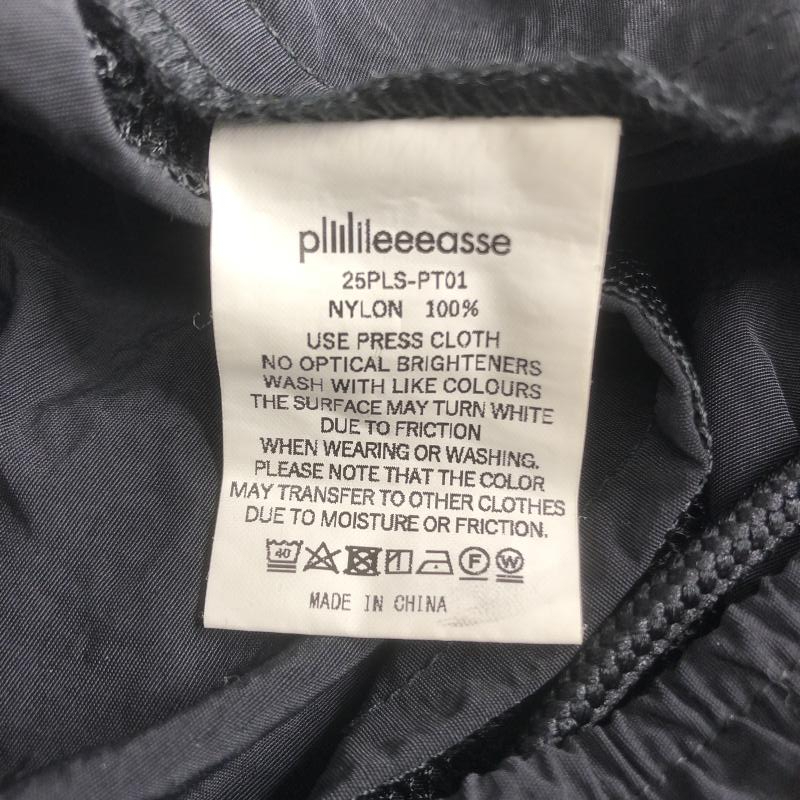 plllllleeeasse
25PLS-PT01
NYLON 100%
USE PRESS CLOTH
NO OPTICAL BRIGHTENERS
WASH WITH LIKE COLOURS
THE SURFACE MAY TURN WHITE
DUE TO FRICTION
WHEN WEARING OR WASHING.
PLEASE NOTE THAT THE COLOR
MAY TRANSFER TO OTHER CLOTHES
DUE TO MOISTURE OR FRICTION.
40 F W
MADE IN CHINA